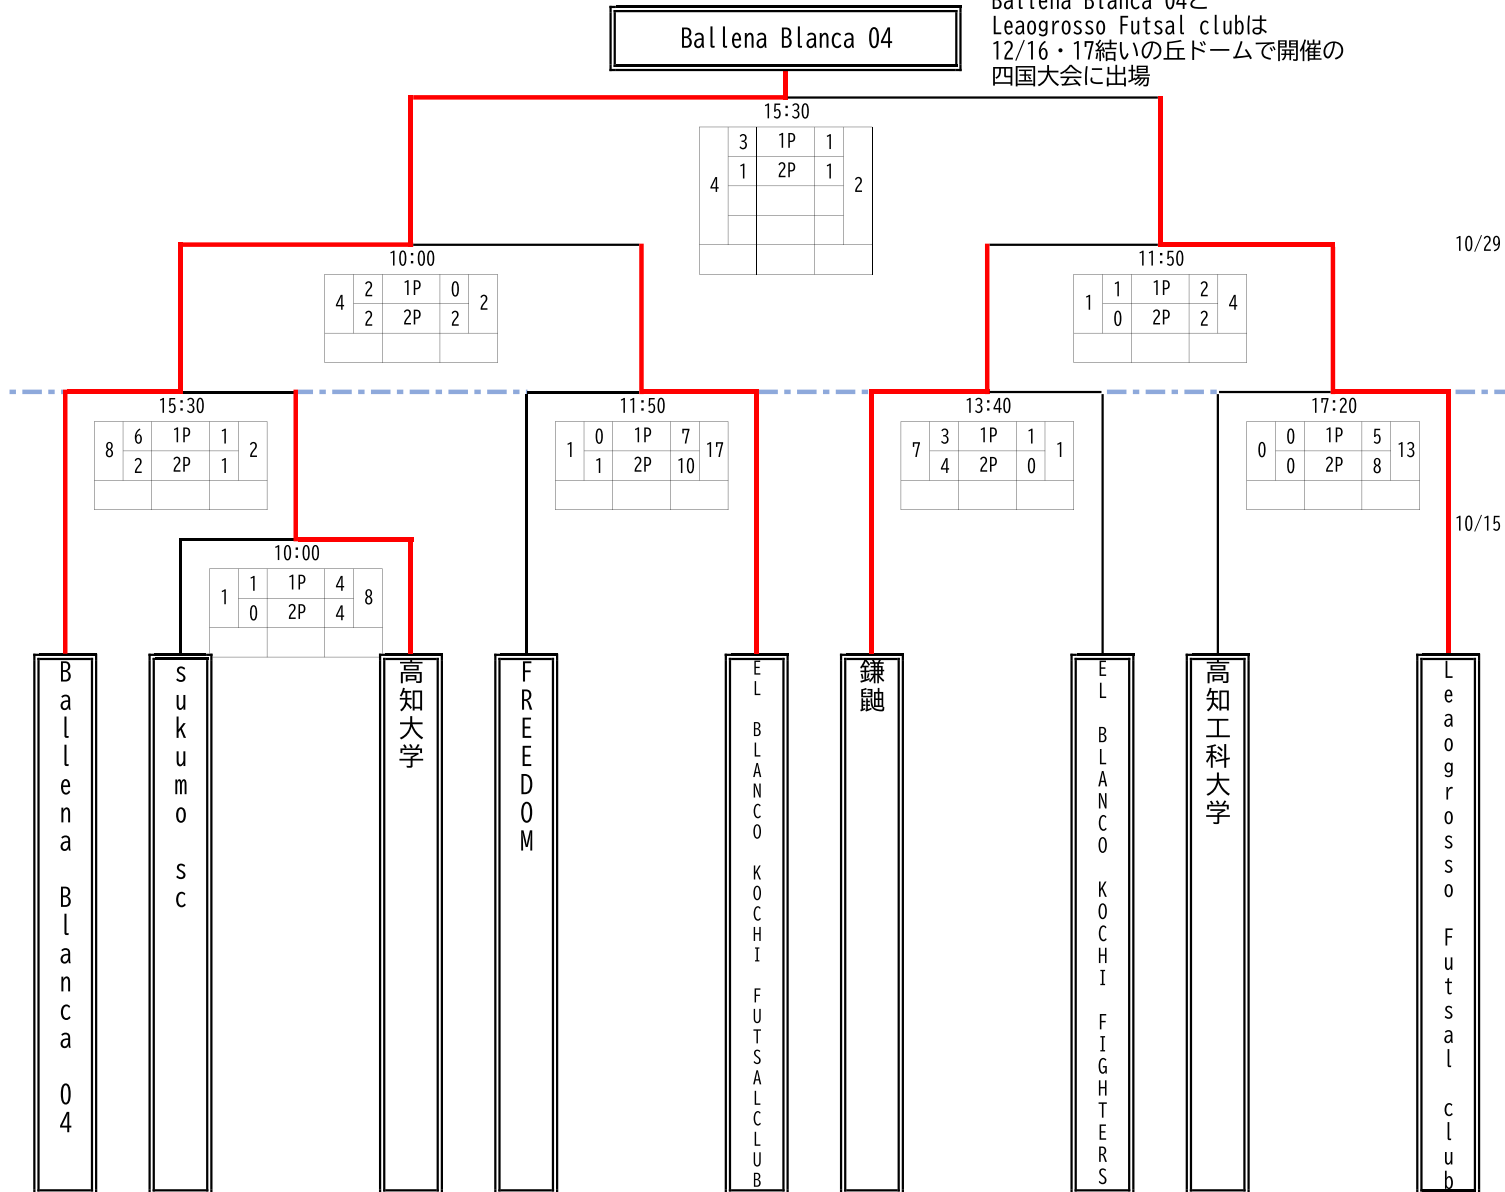 Ballena Blanca 04と
Ballena Blanca 04
Leaogrosso Futsal clubは
12/16・17結いの丘ドームで開催の
四国大会に出場
15:30
4 3 1P 1 2
1 2P 1
10/29
10:00
4 2 1P 0 2
2 2P 2
11:50
1 1 1P 2 4
0 2P 2
15:30
8 6 1P 1 2
2 2P 1
11:50
1 0 1P 7 17
1 2P 10
13:40
7 3 1P 1 1
4 2P 0
17:20
0 0 1P 5 13
0 2P 8
10/15
10:00
1 1 1P 4 8
0 2P 4
Ballena Blanca 04
sukumo sc
高知大学
FREEDOM
EL BLANCO KOCHI FUTSALCLUB
鎌鼬
EL BLANCO KOCHI FIGHTERS
高知工科大学
Leaogrosso Futsal club